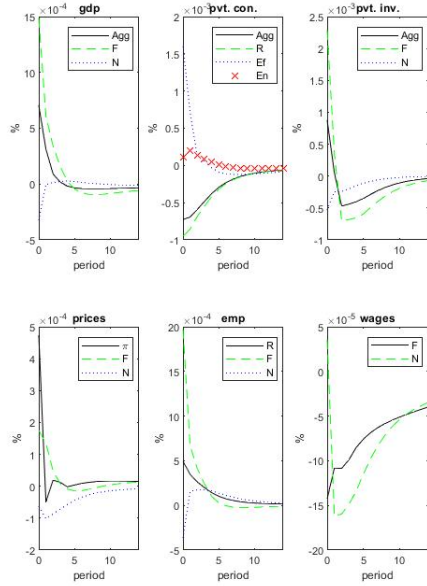 gdp
×10⁻⁴
15
10
5
0
-5
%
0 5 10
period
Agg
F
N
pvt. con.
×10⁻³
2
1.5
1
0.5
0
-0.5
-1
%
0 5 10
period
Agg
R
Ef
En
pvt. inv.
×10⁻³
2.5
2
1.5
1
0.5
0
-0.5
-1
%
0 5 10
period
Agg
F
N
prices
×10⁻⁴
5
4
3
2
1
0
-1
-2
%
0 5 10
period
π
F
N
emp
×10⁻⁴
20
15
10
5
0
-5
%
0 5 10
period
R
F
N
wages
×10⁻⁵
5
0
-5
-10
-15
-20
%
0 5 10
period
F
N